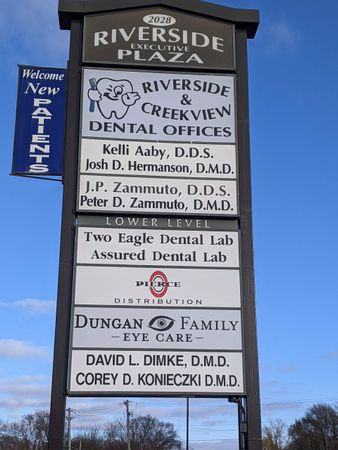 2028
RIVERSIDE
EXECUTIVE
PLAZA
Welcome
New
PATIENTS
RIVERSIDE
&
CREEKVIEW
DENTAL OFFICES
Kelli Aaby, D.D.S.
Josh D. Hermanson, D.M.D.
J.P. Zammuto, D.D.S.
Peter D. Zammuto, D.M.D.
LOWER LEVEL
Two Eagle Dental Lab
Assured Dental Lab
PIERCE
DISTRIBUTION
DUNGAN FAMILY
EYE CARE
DAVID L. DIMKE, D.M.D.
COREY D. KONIECZKI D.M.D.